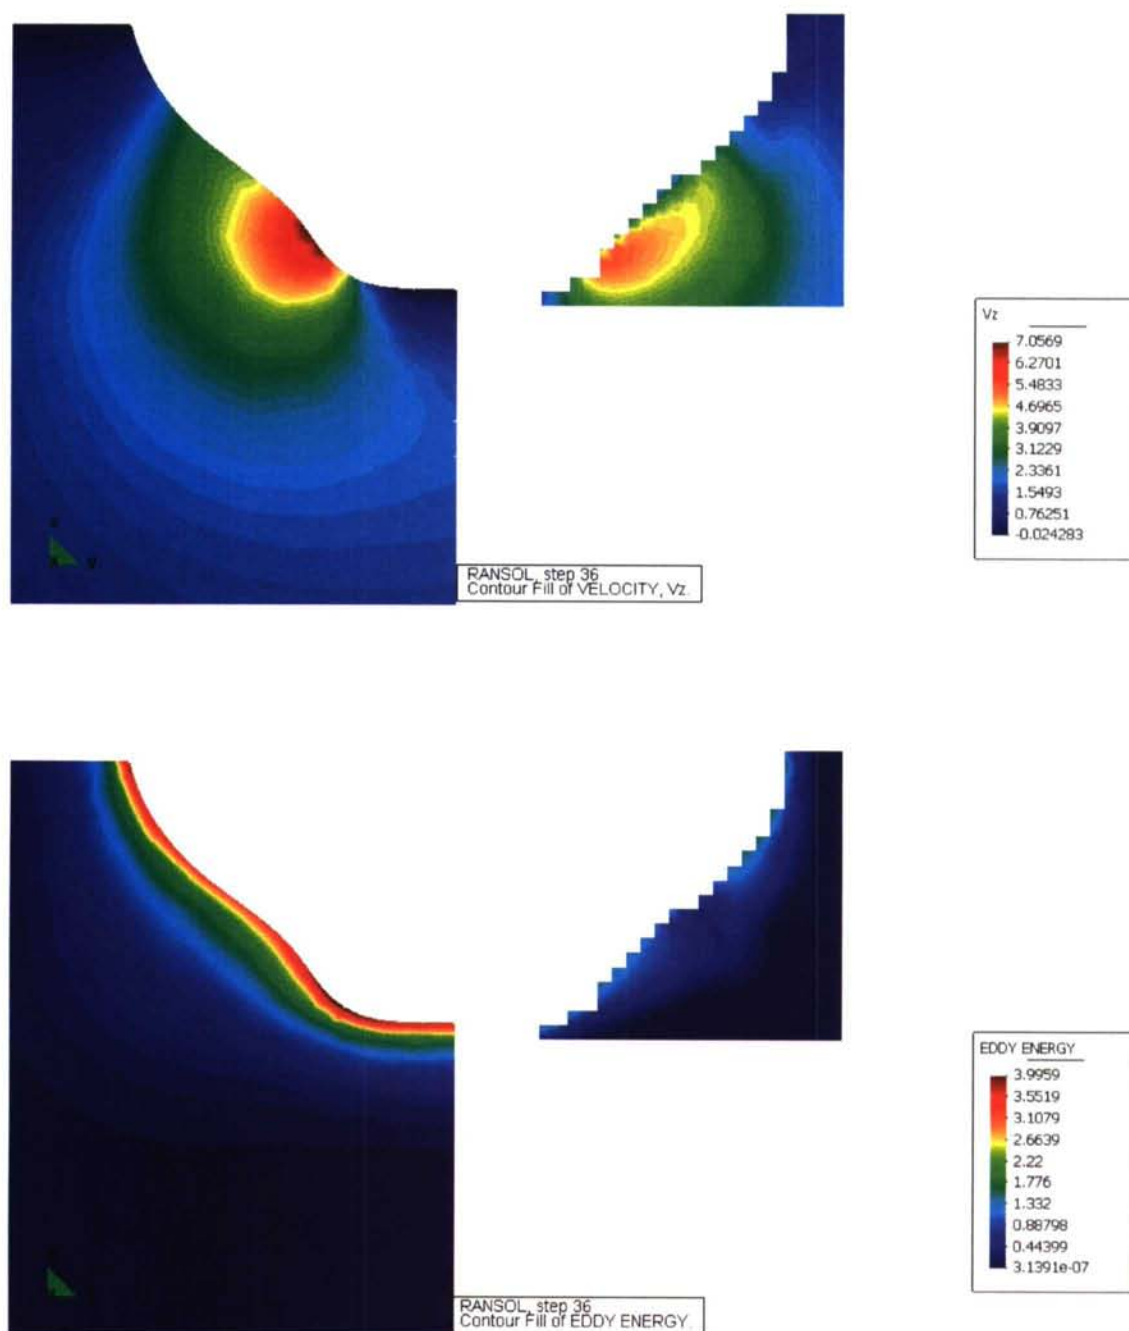 Vz
7.0569
6.2701
5.4833
4.6965
3.9097
3.1229
2.3361
1.5493
0.76251
-0.024283
RANSOL, step 36
Contour Fill of VELOCITY, Vz.
EDDY ENERGY
3.9959
3.5519
3.1079
2.6639
2.22
1.776
1.332
0.88798
0.44399
3.1391e-07
RANSOL, step 36
Contour Fill of EDDY ENERGY.